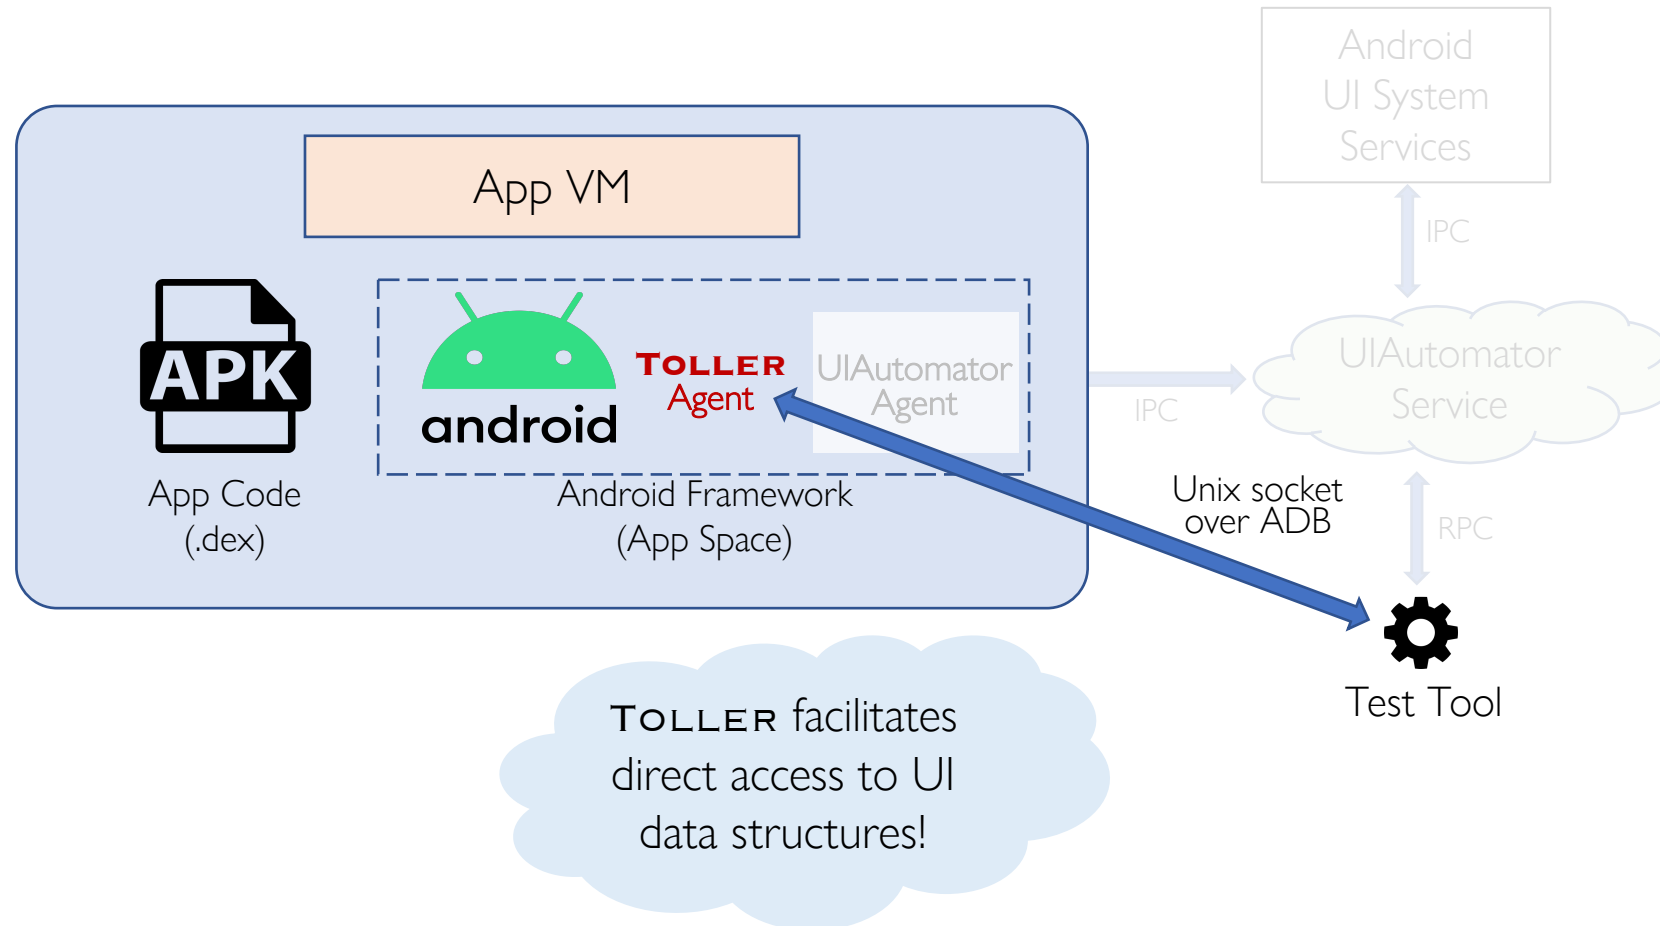 Android
UI System
Services
App VM
IPC
APK
android
TOLLER
Agent
UIAutomator
Agent
IPC
UIAutomator
Service
App Code
(.dex)
Android Framework
(App Space)
Unix socket
over ADB
RPC
Test Tool
TOLLER facilitates
direct access to UI
data structures!